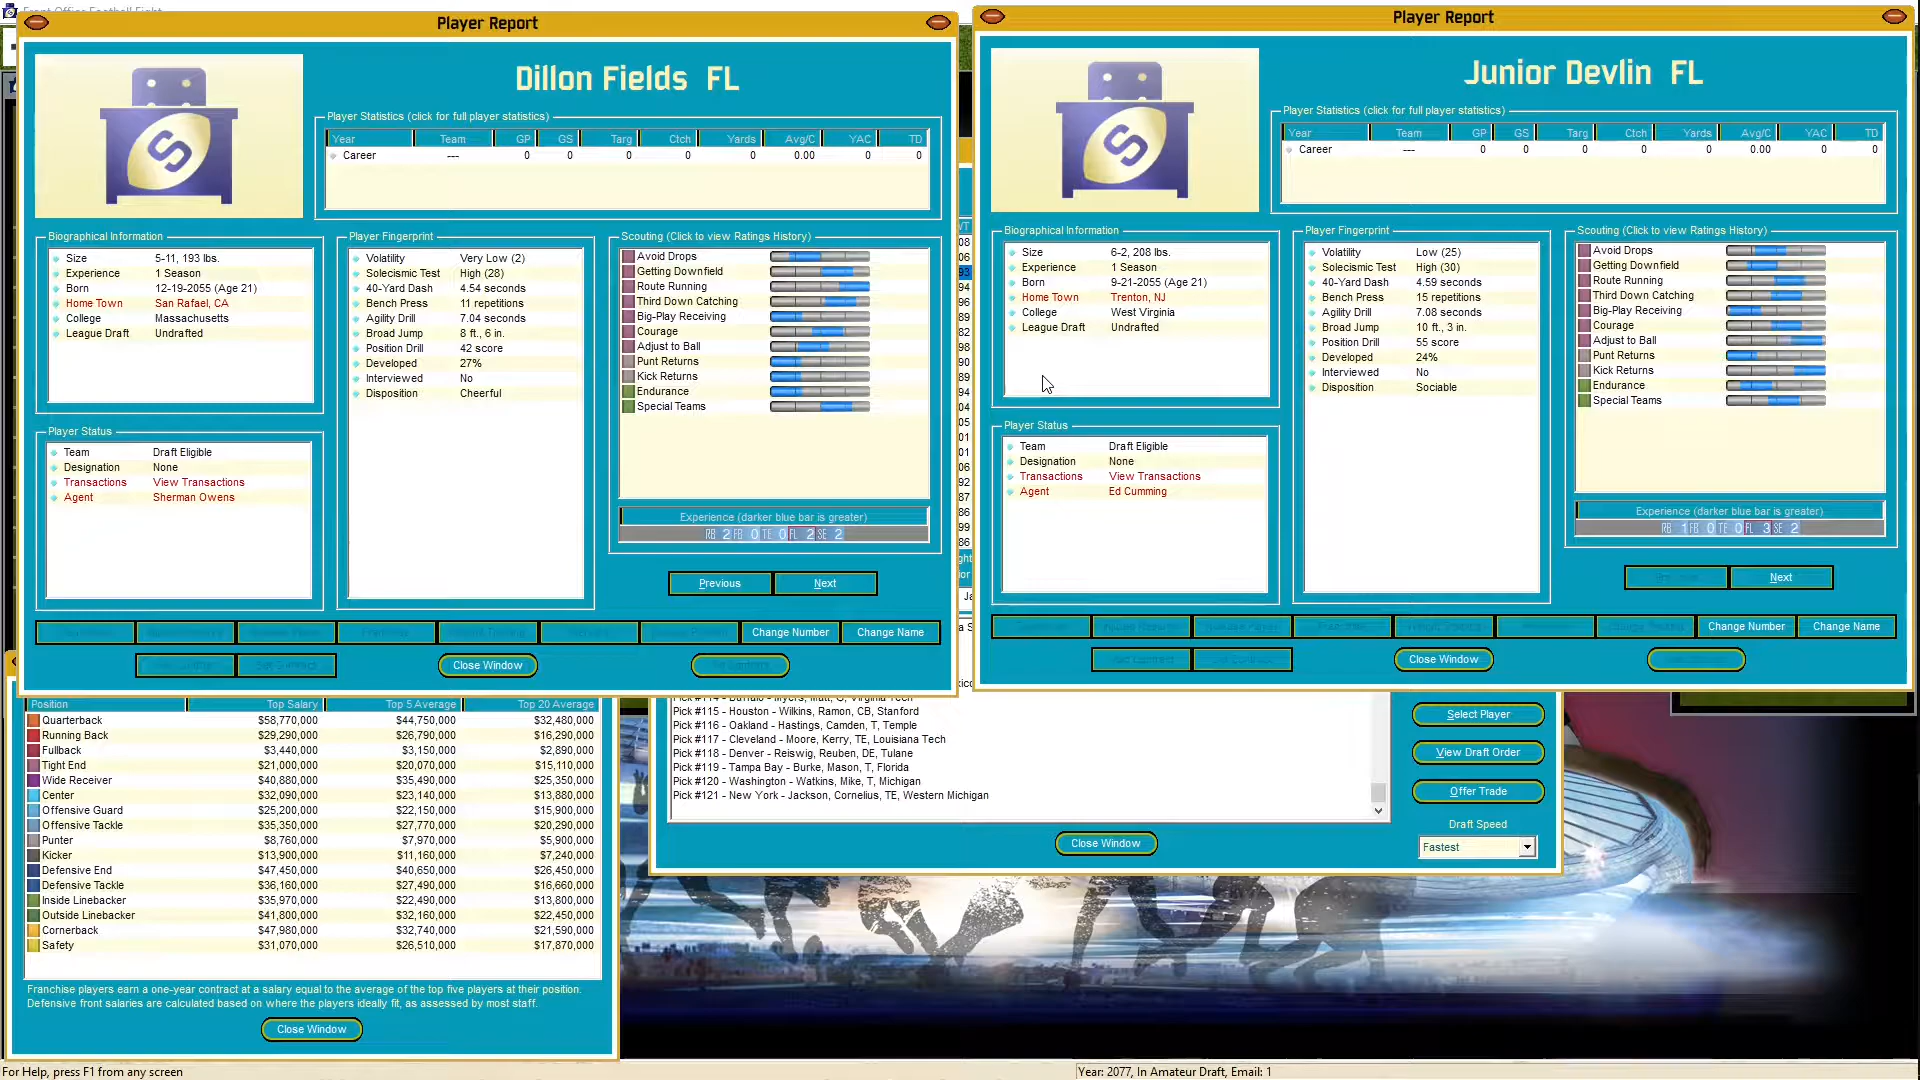 Front Office Football Eight
Player Report
Dillon Fields FL
Player Statistics (click for full player statistics)
Year Team GP GS Targ Ctch Yards Avg/C YAC TD
Career --- 0 0 0 0 0 0.00 0 0
Biographical Information
Size 5-11, 193 lbs.
Experience 1 Season
Born 12-19-2055 (Age 21)
Home Town San Rafael, CA
College Massachusetts
League Draft Undrafted
Player Status
Team Draft Eligible
Designation None
Transactions View Transactions
Agent Sherman Owens
Player Fingerprint
Volatility Very Low (2)
Solecismic Test High (28)
40-Yard Dash 4.54 seconds
Bench Press 11 repetitions
Agility Drill 7.04 seconds
Broad Jump 8 ft., 6 in.
Position Drill 42 score
Developed 27%
Interviewed No
Disposition Cheerful
Scouting (Click to view Ratings History)
Avoid Drops
Getting Downfield
Route Running
Third Down Catching
Big-Play Receiving
Courage
Adjust to Ball
Punt Returns
Kick Returns
Endurance
Special Teams
Experience (darker blue bar is greater)
RB 2 FB 0 TE 0 FL 2 SE 2
Previous Next
Change Number Change Name
Close Window
Player Report
Junior Devlin FL
Player Statistics (click for full player statistics)
Year Team GP GS Targ Ctch Yards Avg/C YAC TD
Career --- 0 0 0 0 0 0.00 0 0
Biographical Information
Size 6-2, 208 lbs.
Experience 1 Season
Born 9-21-2055 (Age 21)
Home Town Trenton, NJ
College West Virginia
League Draft Undrafted
Player Status
Team Draft Eligible
Designation None
Transactions View Transactions
Agent Ed Cumming
Player Fingerprint
Volatility Low (25)
Solecismic Test High (30)
40-Yard Dash 4.59 seconds
Bench Press 15 repetitions
Agility Drill 7.08 seconds
Broad Jump 10 ft., 3 in.
Position Drill 55 score
Developed 24%
Interviewed No
Disposition Sociable
Scouting (Click to view Ratings History)
Avoid Drops
Getting Downfield
Route Running
Third Down Catching
Big-Play Receiving
Courage
Adjust to Ball
Punt Returns
Kick Returns
Endurance
Special Teams
Experience (darker blue bar is greater)
RB 1 FB 0 TE 0 FL 3 SE 2
Next
Change Number Change Name
Close Window
Position Top Salary Top 5 Average Top 20 Average
Quarterback $58,770,000 $44,750,000 $32,480,000
Running Back $29,290,000 $26,790,000 $16,290,000
Fullback $3,440,000 $3,150,000 $2,890,000
Tight End $21,000,000 $20,070,000 $15,110,000
Wide Receiver $40,880,000 $35,490,000 $25,350,000
Center $32,090,000 $23,140,000 $13,880,000
Offensive Guard $25,200,000 $22,150,000 $15,900,000
Offensive Tackle $35,350,000 $27,770,000 $20,290,000
Punter $8,760,000 $7,970,000 $5,900,000
Kicker $13,900,000 $11,160,000 $7,240,000
Defensive End $47,450,000 $40,650,000 $26,450,000
Defensive Tackle $36,160,000 $27,490,000 $16,660,000
Inside Linebacker $35,970,000 $22,490,000 $13,800,000
Outside Linebacker $41,800,000 $32,160,000 $22,450,000
Cornerback $47,980,000 $32,740,000 $21,590,000
Safety $31,070,000 $26,510,000 $17,870,000
Franchise players earn a one-year contract at a salary equal to the average of the top five players at their position.
Defensive front salaries are calculated based on where the players ideally fit, as assessed by most staff.
Close Window
Pick #114 - Buffalo - Myers, Matt, G, Virginia Tech
Pick #115 - Houston - Wilkins, Ramon, CB, Stanford
Pick #116 - Oakland - Hastings, Camden, T, Temple
Pick #117 - Cleveland - Moore, Kerry, TE, Louisiana Tech
Pick #118 - Denver - Reiswig, Reuben, DE, Tulane
Pick #119 - Tampa Bay - Burke, Mason, T, Florida
Pick #120 - Washington - Watkins, Mike, T, Michigan
Pick #121 - New York - Jackson, Cornelius, TE, Western Michigan
Close Window
Select Player
View Draft Order
Offer Trade
Draft Speed
Fastest
For Help, press F1 from any screen
Year: 2077, In Amateur Draft, Email: 1